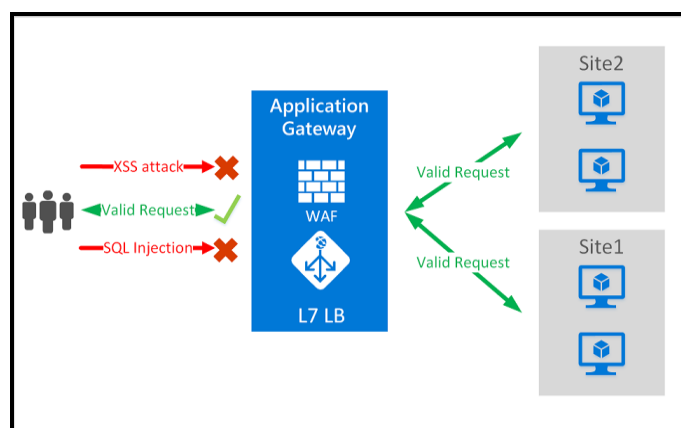 XSS attack
Valid Request
SQL Injection
Application
Gateway
WAF
L7 LB
Valid Request
Valid Request
Site2
Site1